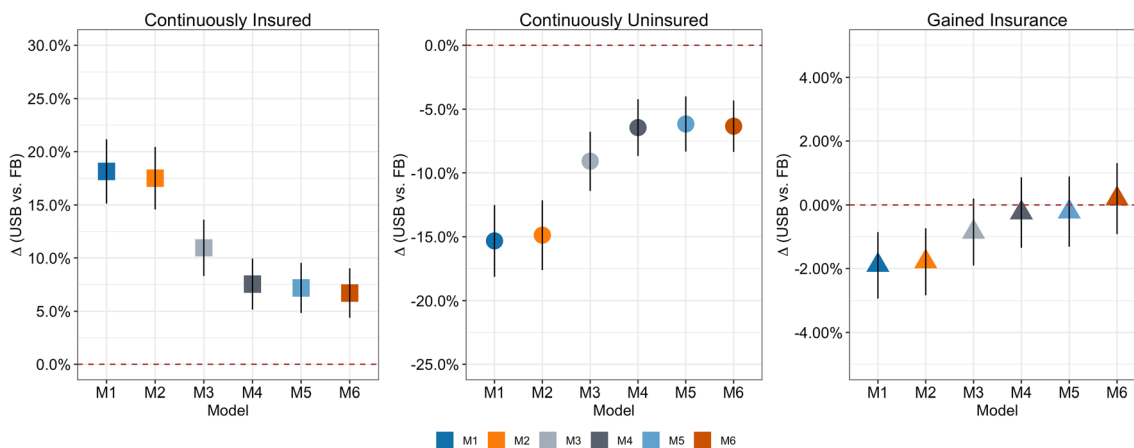 Continuously Insured
30.0%
25.0%
20.0%
15.0%
10.0%
5.0%
0.0%
Δ (USB vs. FB)
M1 M2 M3 M4 M5 M6
Model
Continuously Uninsured
0.0%
-5.0%
-10.0%
-15.0%
-20.0%
-25.0%
Δ (USB vs. FB)
M1 M2 M3 M4 M5 M6
Model
Gained Insurance
4.00%
2.00%
0.00%
-2.00%
-4.00%
Δ (USB vs. FB)
M1 M2 M3 M4 M5 M6
Model
M1 M2 M3 M4 M5 M6